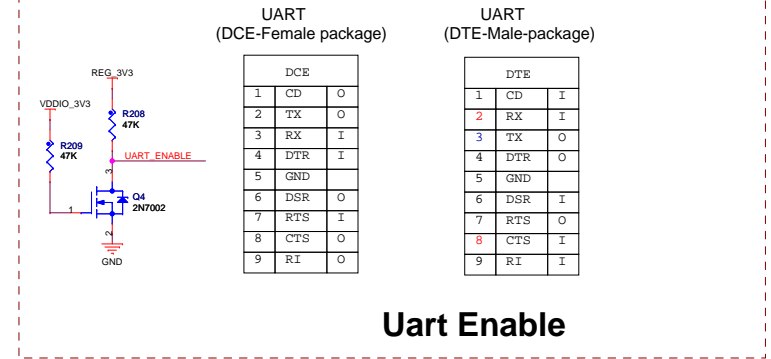 UART
(DCE-Female package)
UART
(DTE-Male-package)
REG_3V3
VDDIO_3V3
R208
47K
R209
47K
UART_ENABLE
3
Q4
2N7002
1
2
GND
DCE
1 CD O
2 TX O
3 RX I
4 DTR I
5 GND
6 DSR O
7 RTS I
8 CTS O
9 RI O
DTE
1 CD I
2 RX I
3 TX O
4 DTR O
5 GND
6 DSR I
7 RTS O
8 CTS I
9 RI I
Uart Enable